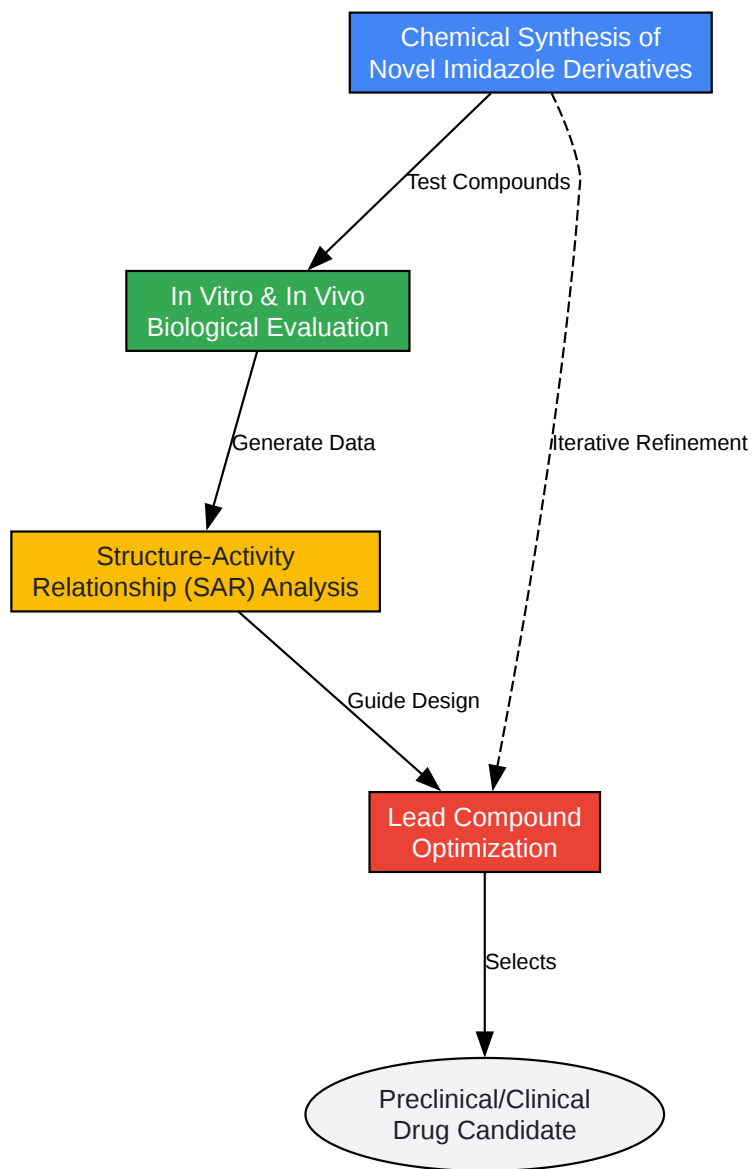 Chemical Synthesis of
Novel Imidazole Derivatives
Test Compounds
In Vitro & In Vivo
Biological Evaluation
Generate Data
Iterative Refinement
Structure-Activity
Relationship (SAR) Analysis
Guide Design
Lead Compound
Optimization
Selects
Preclinical/Clinical
Drug Candidate